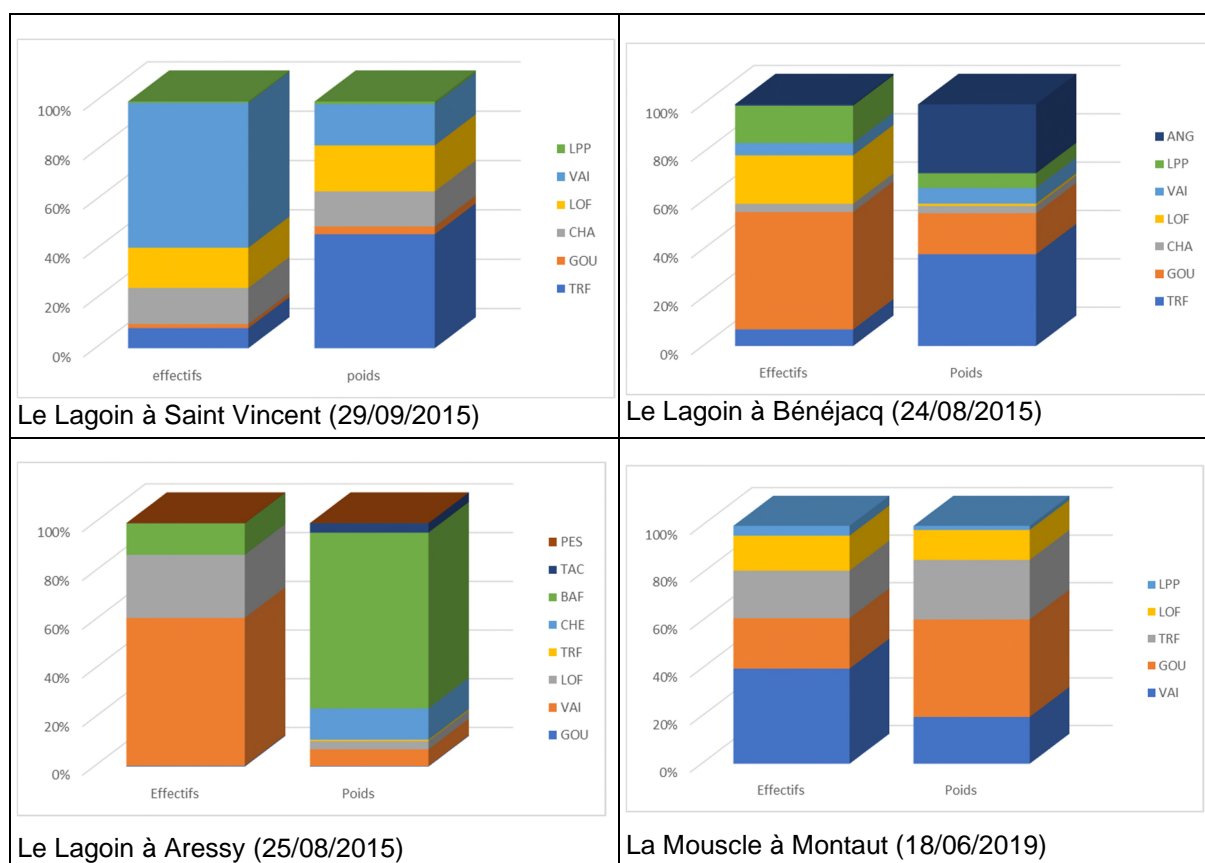 100%
80%
60%
40%
20%
0%
effectifs poids
LPP
VAI
LOF
CHA
GOU
TRF
Le Lagoin à Saint Vincent (29/09/2015)
100%
80%
60%
40%
20%
0%
Effectifs Poids
ANG
LPP
VAI
LOF
CHA
GOU
TRF
Le Lagoin à Bénéjacq (24/08/2015)
100%
80%
60%
40%
20%
0%
Effectifs Poids
PES
TAC
BAF
CHE
TRF
LOF
VAI
GOU
Le Lagoin à Aressy (25/08/2015)
100%
80%
60%
40%
20%
0%
Effectifs Poids
LPP
LOF
TRF
GOU
VAI
La Mouscle à Montaut (18/06/2019)